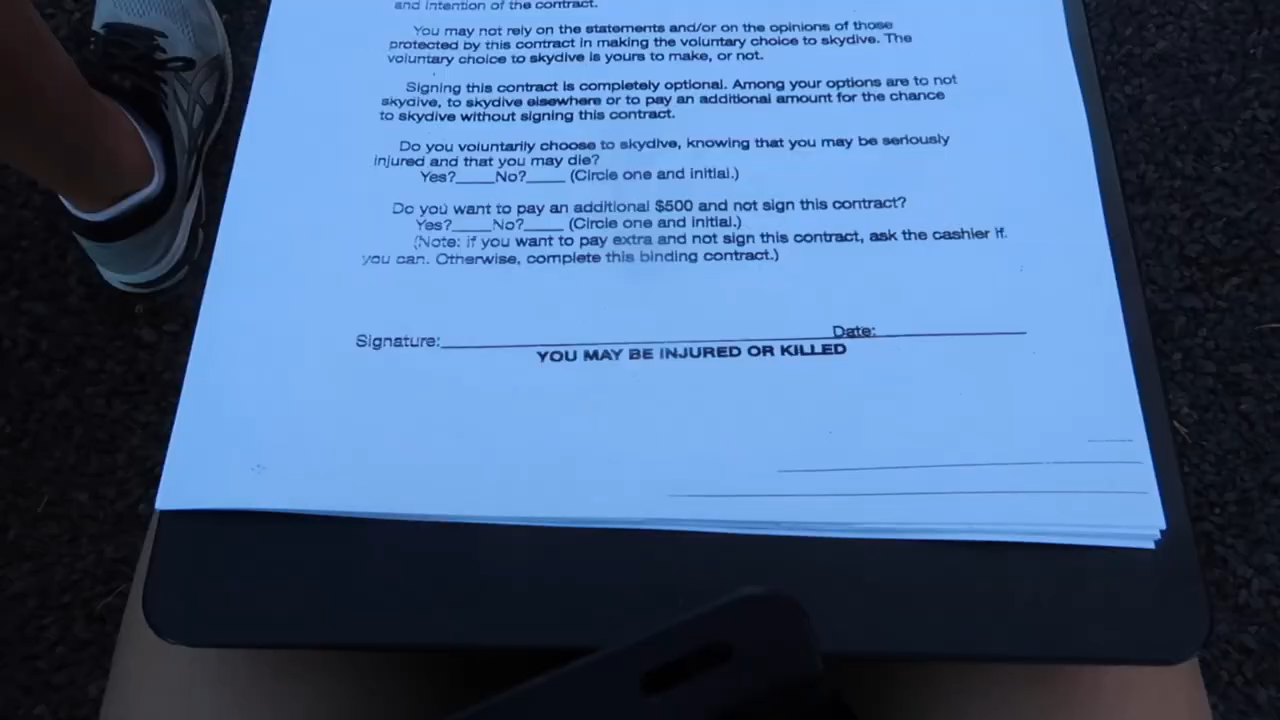 and intention of the contract.
You may not rely on the statements and/or on the opinions of those
protected by this contract in making the voluntary choice to skydive. The
voluntary choice to skydive is yours to make, or not.
Signing this contract is completely optional. Among your options are to not
skydive, to skydive elsewhere or to pay an additional amount for the chance
to skydive without signing this contract.
Do you voluntarily choose to skydive, knowing that you may be seriously
injured and that you may die?
Yes?____No?____ (Circle one and initial.)
Do you want to pay an additional $500 and not sign this contract?
Yes?____No?____ (Circle one and initial.)
(Note: if you want to pay extra and not sign this contract, ask the cashier if
you can. Otherwise, complete this binding contract.)
Signature:____ Date:____
YOU MAY BE INJURED OR KILLED